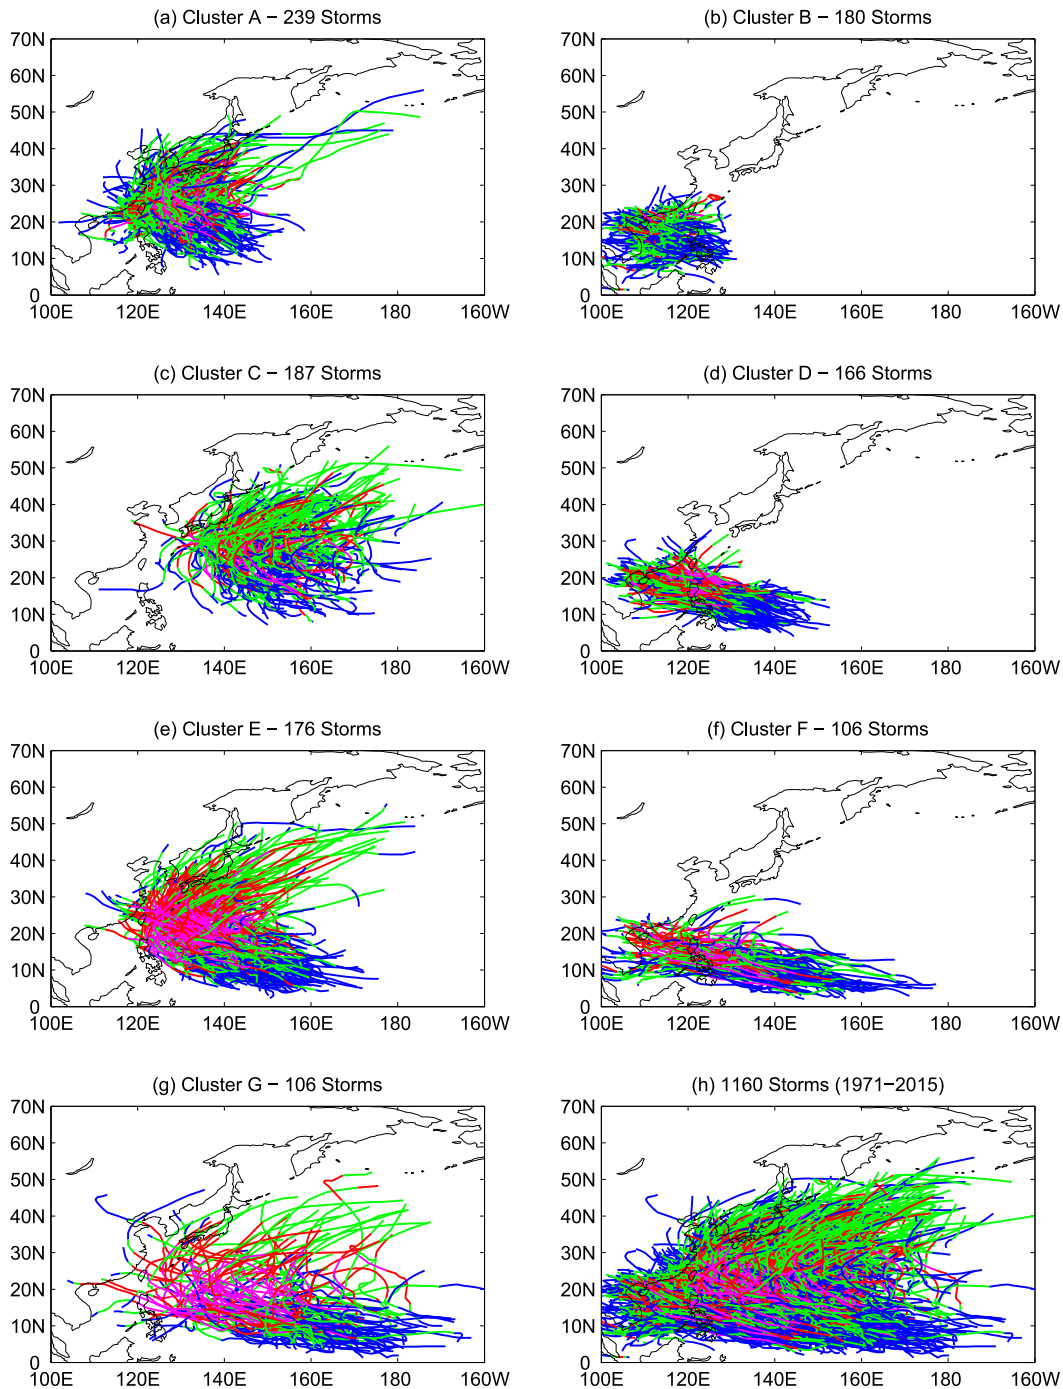 (a) Cluster A − 239 Storms
70N
60N
50N
40N
30N
20N
10N
0
100E 120E 140E 160E 180 160W
(b) Cluster B − 180 Storms
70N
60N
50N
40N
30N
20N
10N
0
100E 120E 140E 160E 180 160W
(c) Cluster C − 187 Storms
70N
60N
50N
40N
30N
20N
10N
0
100E 120E 140E 160E 180 160W
(d) Cluster D − 166 Storms
70N
60N
50N
40N
30N
20N
10N
0
100E 120E 140E 160E 180 160W
(e) Cluster E − 176 Storms
70N
60N
50N
40N
30N
20N
10N
0
100E 120E 140E 160E 180 160W
(f) Cluster F − 106 Storms
70N
60N
50N
40N
30N
20N
10N
0
100E 120E 140E 160E 180 160W
(g) Cluster G − 106 Storms
70N
60N
50N
40N
30N
20N
10N
0
100E 120E 140E 160E 180 160W
(h) 1160 Storms (1971−2015)
70N
60N
50N
40N
30N
20N
10N
0
100E 120E 140E 160E 180 160W